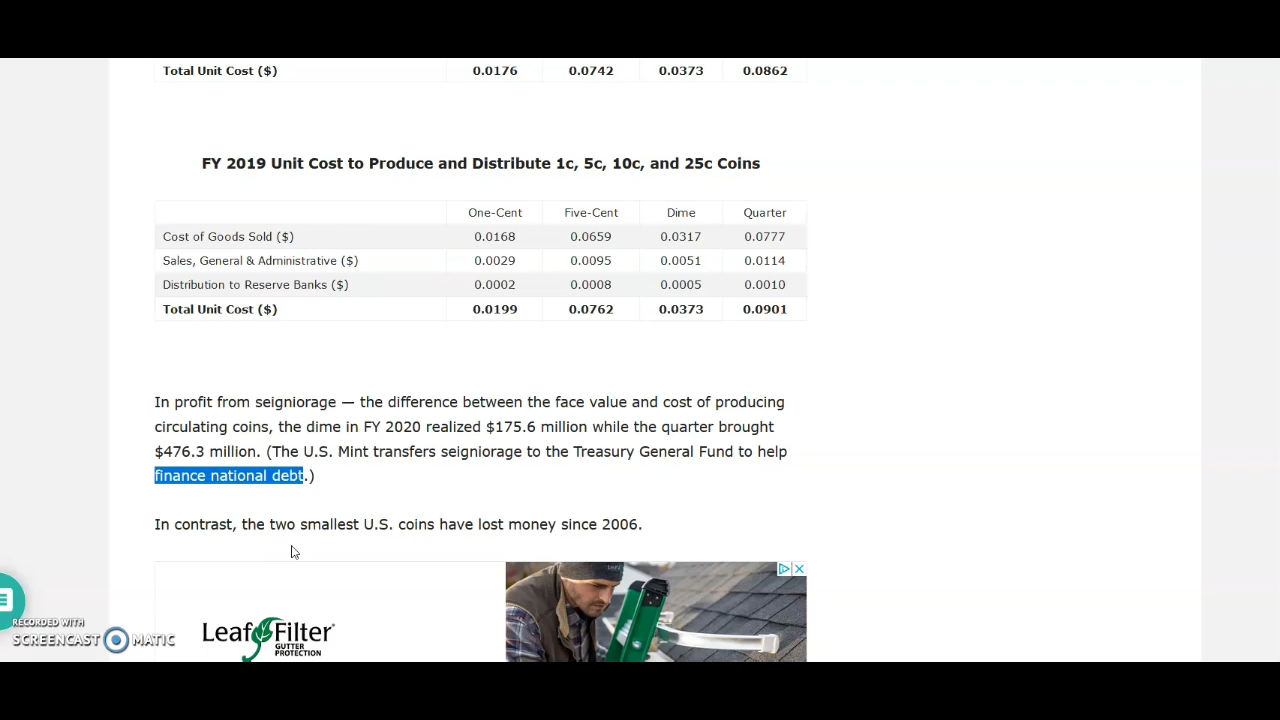 Total Unit Cost ($) 0.0176 0.0742 0.0373 0.0862
FY 2019 Unit Cost to Produce and Distribute 1c, 5c, 10c, and 25c Coins
One-Cent Five-Cent Dime Quarter
Cost of Goods Sold ($) 0.0168 0.0659 0.0317 0.0777
Sales, General & Administrative ($) 0.0029 0.0095 0.0051 0.0114
Distribution to Reserve Banks ($) 0.0002 0.0008 0.0005 0.0010
Total Unit Cost ($) 0.0199 0.0762 0.0373 0.0901
In profit from seigniorage — the difference between the face value and cost of producing
circulating coins, the dime in FY 2020 realized $175.6 million while the quarter brought
$476.3 million. (The U.S. Mint transfers seigniorage to the Treasury General Fund to help
finance national debt.)
In contrast, the two smallest U.S. coins have lost money since 2006.
LeafFilter
GUTTER
PROTECTION
RECORDED WITH
SCREENCAST MATIC